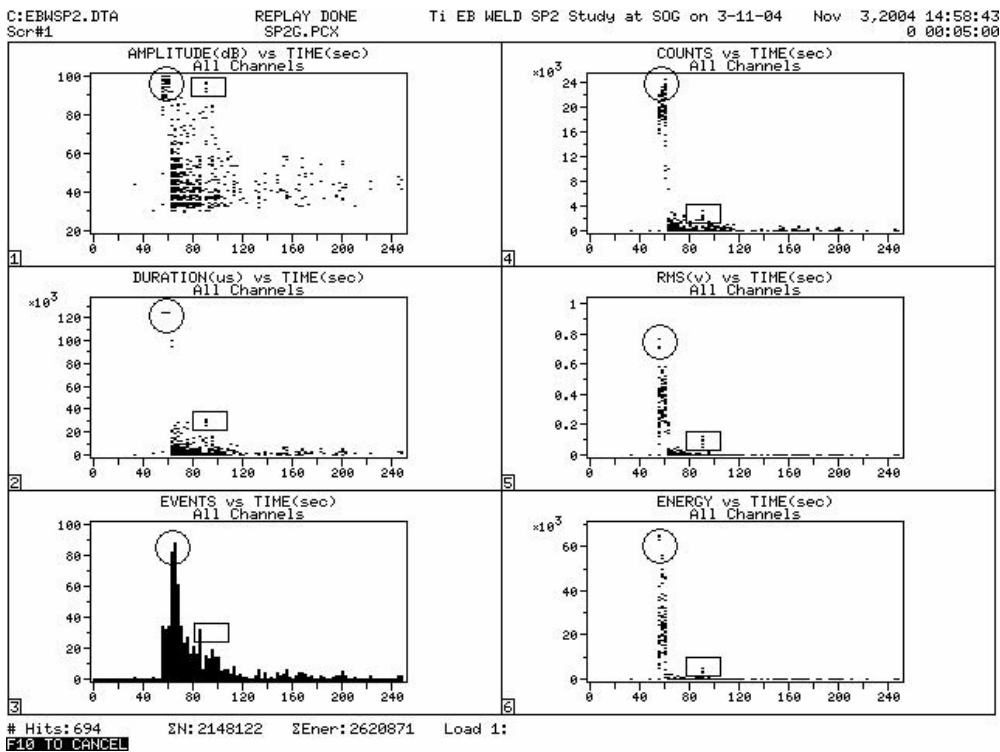 C:EBWSP2.DTA REPLAY DONE Ti EB WELD SP2 Study at SOG on 3-11-04 Nov 3,2004 14:58:43
Scr#1 SP2G.PCX 0 00:05:00
AMPLITUDE(dB) vs TIME(sec)
All Channels
100
80
60
40
20
0 40 80 120 160 200 240
1
COUNTS vs TIME(sec)
All Channels
×10³
24
20
16
12
8
4
0
0 40 80 120 160 200 240
4
DURATION(us) vs TIME(sec)
All Channels
×10³
120
100
80
60
40
20
0
0 40 80 120 160 200 240
2
RMS(v) vs TIME(sec)
All Channels
1
0.8
0.6
0.4
0.2
0
0 40 80 120 160 200 240
5
EVENTS vs TIME(sec)
All Channels
100
80
60
40
20
0
0 40 80 120 160 200 240
3
ENERGY vs TIME(sec)
All Channels
×10³
60
40
20
0
0 40 80 120 160 200 240
6
# Hits:694 ΣN:2148122 ΣEner:2620871 Load 1:
F10 TO CANCEL